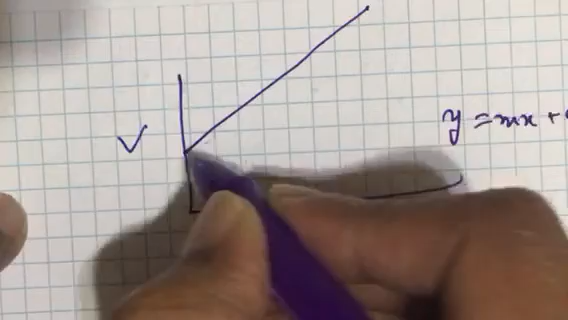 V
y = mx +